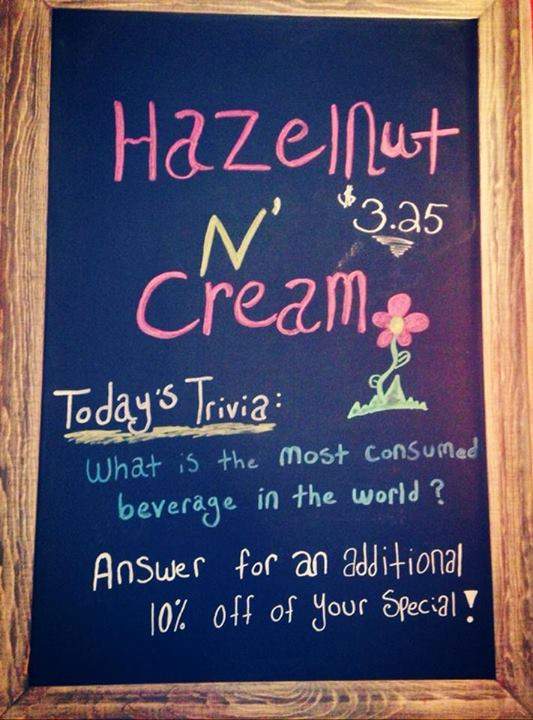 Hazelnut
$3.25
N'
Cream
Today's Trivia:
What is the most consumed
beverage in the world?
Answer for an additional
10% off of your Special!